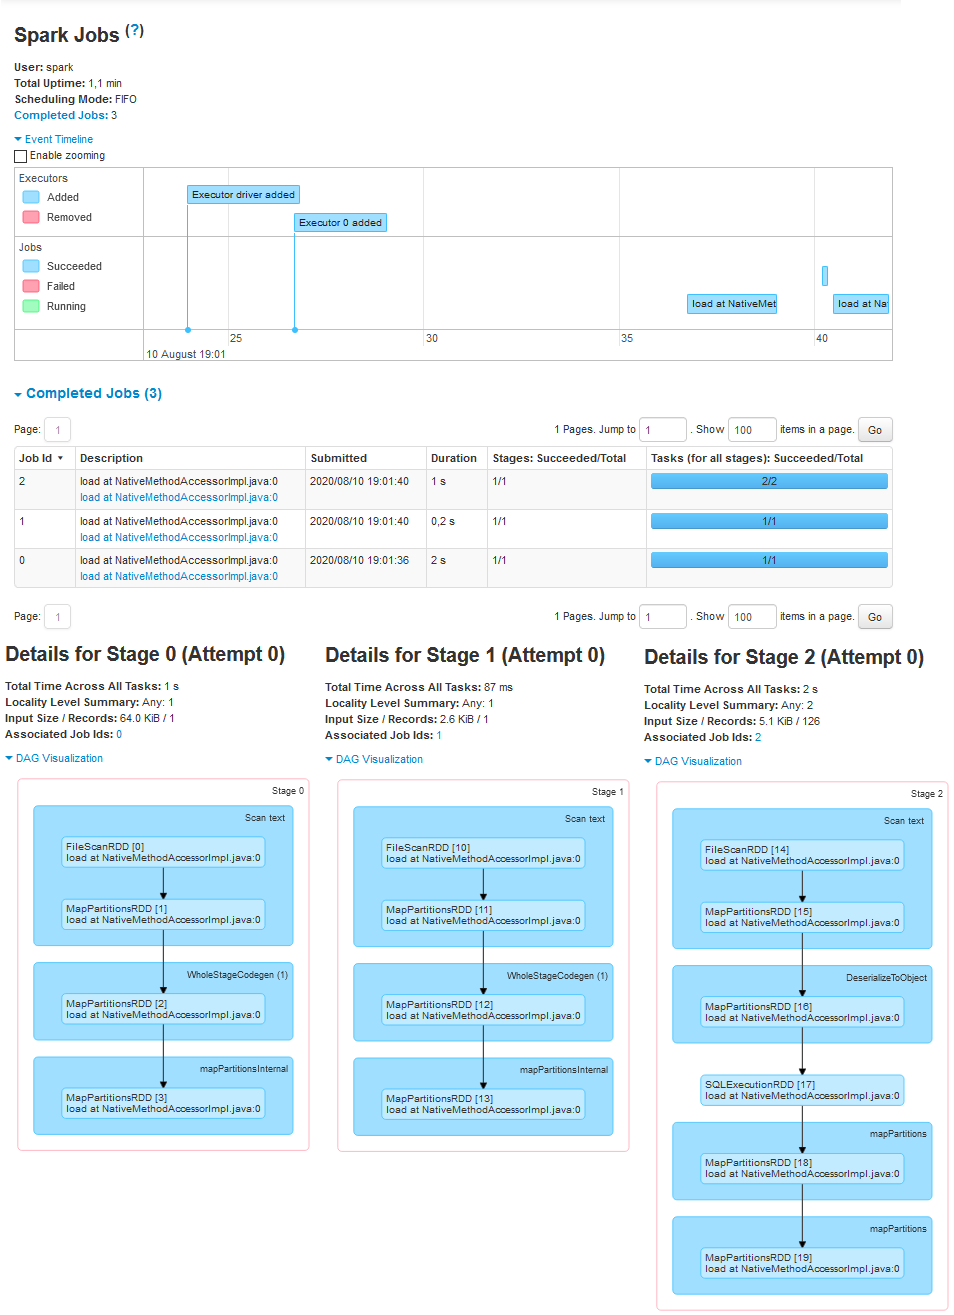 Spark Jobs (?)
User: spark
Total Uptime: 1,1 min
Scheduling Mode: FIFO
Completed Jobs: 3
Event Timeline
Enable zooming
Executors
Added
Removed
Executor driver added
Executor 0 added
Jobs
Succeeded
Failed
Running
load at NativeMet
load at Na
25 30 35 40
10 August 19:01
Completed Jobs (3)
Page: 1 1 Pages. Jump to 1 . Show 100 items in a page. Go
Job Id Description Submitted Duration Stages: Succeeded/Total Tasks (for all stages): Succeeded/Total
2 load at NativeMethodAccessorImpl.java:0 2020/08/10 19:01:40 1 s 1/1 2/2
load at NativeMethodAccessorImpl.java:0
1 load at NativeMethodAccessorImpl.java:0 2020/08/10 19:01:40 0,2 s 1/1 1/1
load at NativeMethodAccessorImpl.java:0
0 load at NativeMethodAccessorImpl.java:0 2020/08/10 19:01:36 2 s 1/1 1/1
load at NativeMethodAccessorImpl.java:0
Page: 1 1 Pages. Jump to 1 . Show 100 items in a page. Go
Details for Stage 0 (Attempt 0)
Total Time Across All Tasks: 1 s
Locality Level Summary: Any: 1
Input Size / Records: 64.0 KiB / 1
Associated Job Ids: 0
DAG Visualization
Stage 0
Scan text
FileScanRDD [0]
load at NativeMethodAccessorImpl.java:0
MapPartitionsRDD [1]
load at NativeMethodAccessorImpl.java:0
WholeStageCodegen (1)
MapPartitionsRDD [2]
load at NativeMethodAccessorImpl.java:0
mapPartitionsInternal
MapPartitionsRDD [3]
load at NativeMethodAccessorImpl.java:0
Details for Stage 1 (Attempt 0)
Total Time Across All Tasks: 87 ms
Locality Level Summary: Any: 1
Input Size / Records: 2.6 KiB / 1
Associated Job Ids: 1
DAG Visualization
Stage 1
Scan text
FileScanRDD [10]
load at NativeMethodAccessorImpl.java:0
MapPartitionsRDD [11]
load at NativeMethodAccessorImpl.java:0
WholeStageCodegen (1)
MapPartitionsRDD [12]
load at NativeMethodAccessorImpl.java:0
mapPartitionsInternal
MapPartitionsRDD [13]
load at NativeMethodAccessorImpl.java:0
Details for Stage 2 (Attempt 0)
Total Time Across All Tasks: 2 s
Locality Level Summary: Any: 2
Input Size / Records: 5.1 KiB / 126
Associated Job Ids: 2
DAG Visualization
Stage 2
Scan text
FileScanRDD [14]
load at NativeMethodAccessorImpl.java:0
MapPartitionsRDD [15]
load at NativeMethodAccessorImpl.java:0
DeserializeToObject
MapPartitionsRDD [16]
load at NativeMethodAccessorImpl.java:0
SQLExecutionRDD [17]
load at NativeMethodAccessorImpl.java:0
mapPartitions
MapPartitionsRDD [18]
load at NativeMethodAccessorImpl.java:0
mapPartitions
MapPartitionsRDD [19]
load at NativeMethodAccessorImpl.java:0